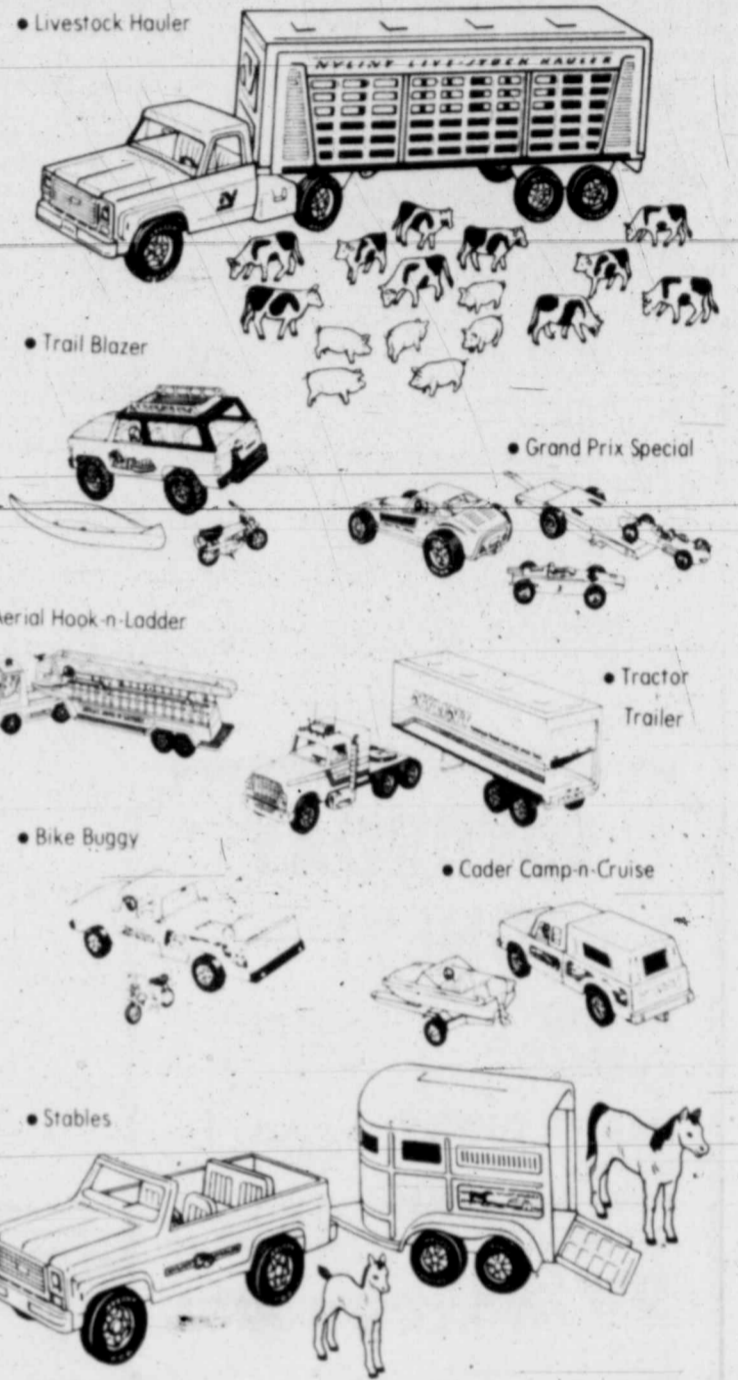 • Livestock Hauler
NYLINT LIVE-STOCK HAULER
• Trail Blazer
• Grand Prix Special
Aerial Hook-n-Ladder
• Tractor
Trailer
• Bike Buggy
• Cader Camp-n-Cruise
• Stables